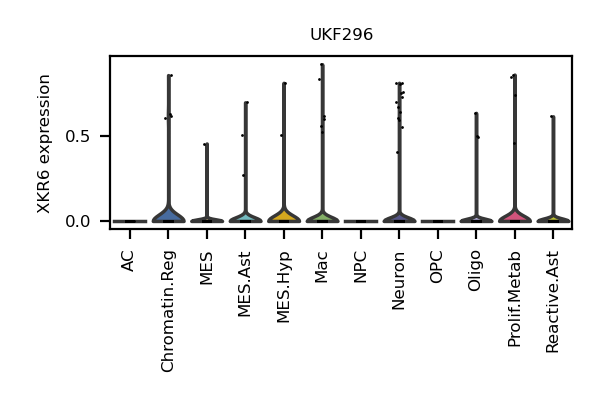 UKF296
XKR6 expression
0.5
0.0
AC
Chromatin.Reg
MES
MES.Ast
MES.Hyp
Mac
NPC
Neuron
OPC
Oligo
Prolif.Metab
Reactive.Ast